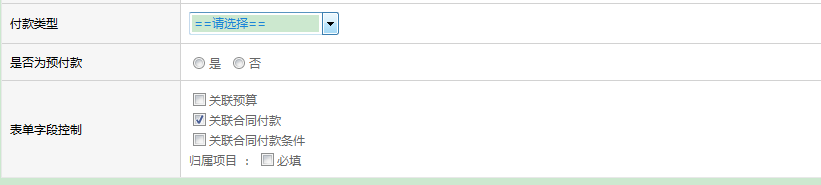 付款类型 ==请选择==
是否为预付款 是 否
表单字段控制
关联预算
关联合同付款
关联合同付款条件
归属项目 : 必填